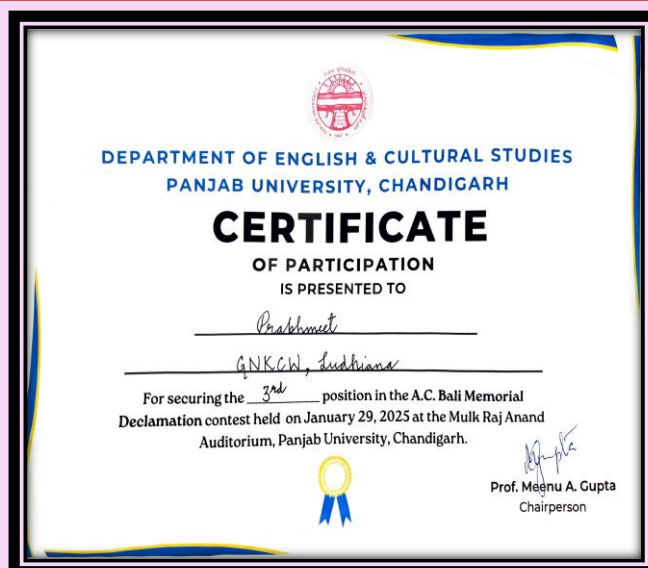 DEPARTMENT OF ENGLISH & CULTURAL STUDIES
PANJAB UNIVERSITY, CHANDIGARH
CERTIFICATE
OF PARTICIPATION
IS PRESENTED TO
Prabhmeet
GNKCW, Ludhiana
For securing the 3rd position in the A.C. Bali Memorial
Declamation contest held on January 29, 2025 at the Mulk Raj Anand
Auditorium, Panjab University, Chandigarh.
Prof. Meenu A. Gupta
Chairperson